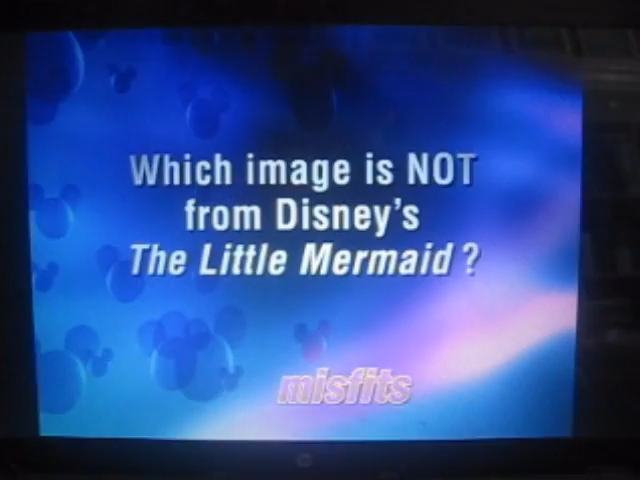 Which image is NOT
from Disney's
The Little Mermaid ?
misfits